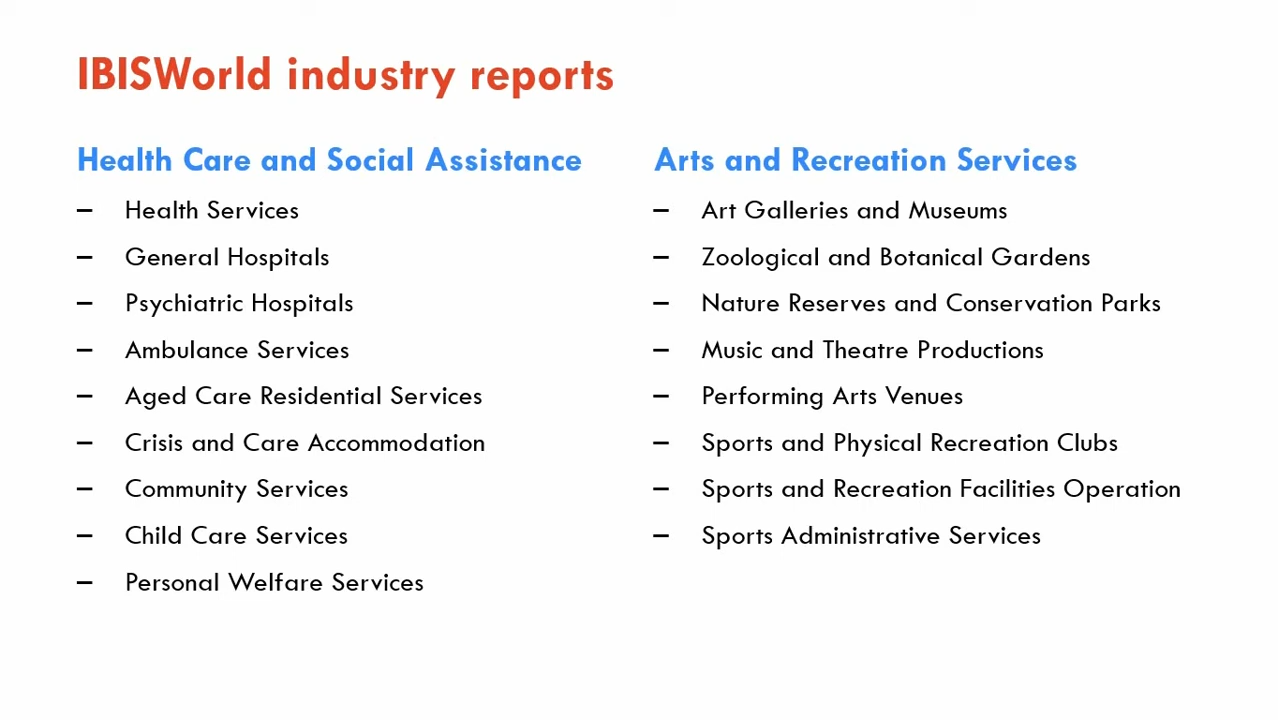 IBISWorld industry reports
Health Care and Social Assistance
– Health Services
– General Hospitals
– Psychiatric Hospitals
– Ambulance Services
– Aged Care Residential Services
– Crisis and Care Accommodation
– Community Services
– Child Care Services
– Personal Welfare Services
Arts and Recreation Services
– Art Galleries and Museums
– Zoological and Botanical Gardens
– Nature Reserves and Conservation Parks
– Music and Theatre Productions
– Performing Arts Venues
– Sports and Physical Recreation Clubs
– Sports and Recreation Facilities Operation
– Sports Administrative Services